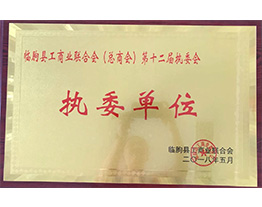 临朐县工商业联合会（总商会）第十二届执委会
执委单位
临朐县工商业联合会
二〇一八年五月